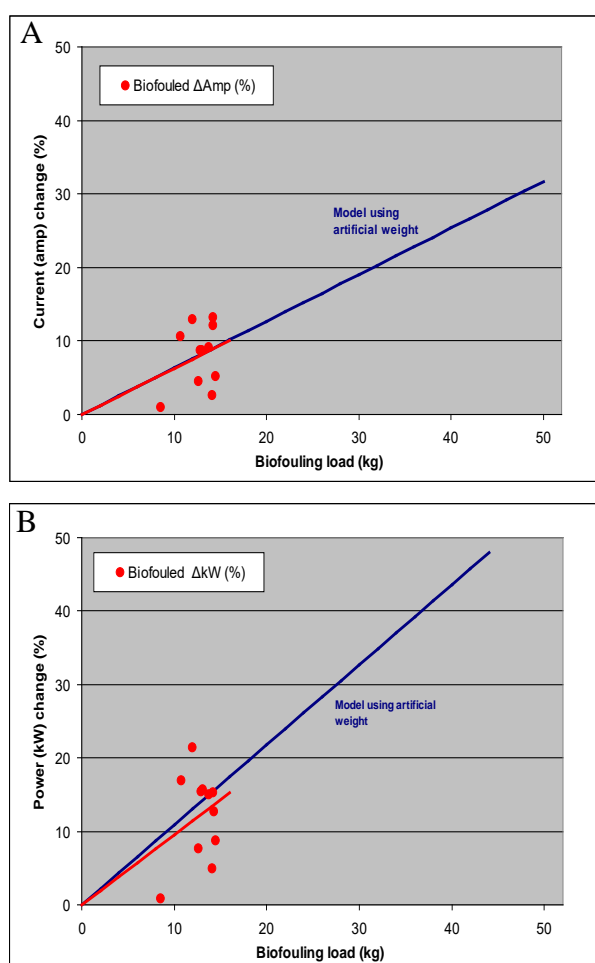 A
50
40
30
20
10
0
Current (amp) change (%)
Biofouled ΔAmp (%)
Model using
artificial weight
0 10 20 30 40 50
Biofouling load (kg)
B
50
40
30
20
10
0
Power (kW) change (%)
Biofouled ΔkW (%)
Model using artificial
weight
0 10 20 30 40 50
Biofouling load (kg)